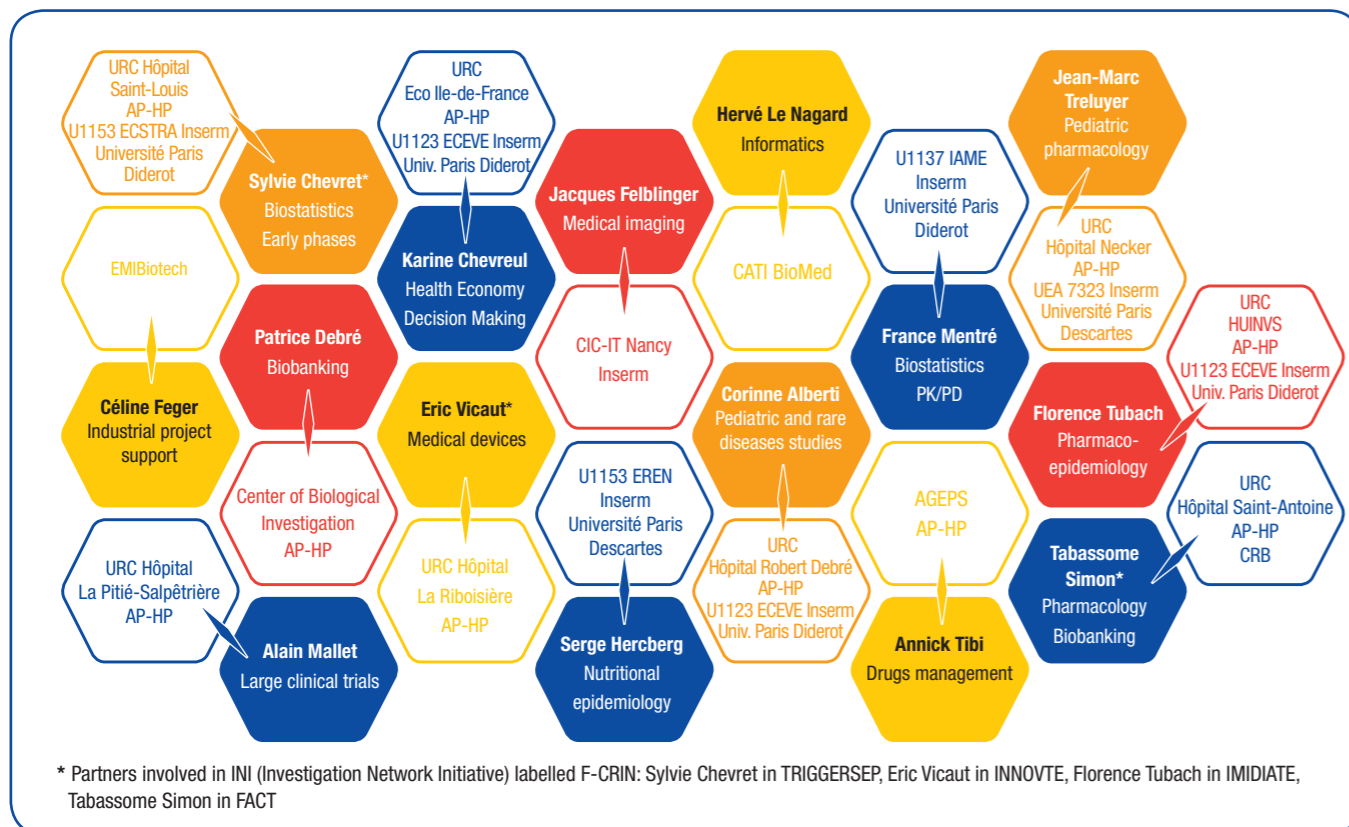 URC Hôpital
Saint-Louis
AP-HP
U1153 ECSTRA Inserm
Université Paris
Diderot
Sylvie Chevret*
Biostatistics
Early phases
URC
Eco Ile-de-France
AP-HP
U1123 ECEVE Inserm
Univ. Paris Diderot
Karine Chevreul
Health Economy
Decision Making
Jacques Felblinger
Medical imaging
CIC-IT Nancy
Inserm
Hervé Le Nagard
Informatics
CATI BioMed
U1137 IAME
Inserm
Université Paris
Diderot
France Mentré
Biostatistics
PK/PD
Jean-Marc
Treluyer
Pediatric
pharmacology
URC
Hôpital Necker
AP-HP
UEA 7323 Inserm
Université Paris
Descartes
EMIBiotech
Céline Feger
Industrial project
support
Patrice Debré
Biobanking
Center of Biological
Investigation
AP-HP
Eric Vicaut*
Medical devices
URC Hôpital
La Riboisière
AP-HP
Corinne Alberti
Pediatric and rare
diseases studies
URC
Hôpital Robert Debré
AP-HP
U1123 ECEVE Inserm
Univ. Paris Diderot
URC
HUINVS
AP-HP
U1123 ECEVE Inserm
Univ. Paris Diderot
Florence Tubach
Pharmaco-
epidemiology
URC Hôpital
La Pitié-Salpêtrière
AP-HP
Alain Mallet
Large clinical trials
U1153 EREN
Inserm
Université Paris
Descartes
Serge Hercberg
Nutritional
epidemiology
AGEPS
AP-HP
Annick Tibi
Drugs management
URC
Hôpital Saint-Antoine
AP-HP
CRB
Tabassome
Simon*
Pharmacology
Biobanking
* Partners involved in INI (Investigation Network Initiative) labelled F-CRIN: Sylvie Chevret in TRIGGERSEP, Eric Vicaut in INNOVTE, Florence Tubach in IMIDIATE,
Tabassome Simon in FACT